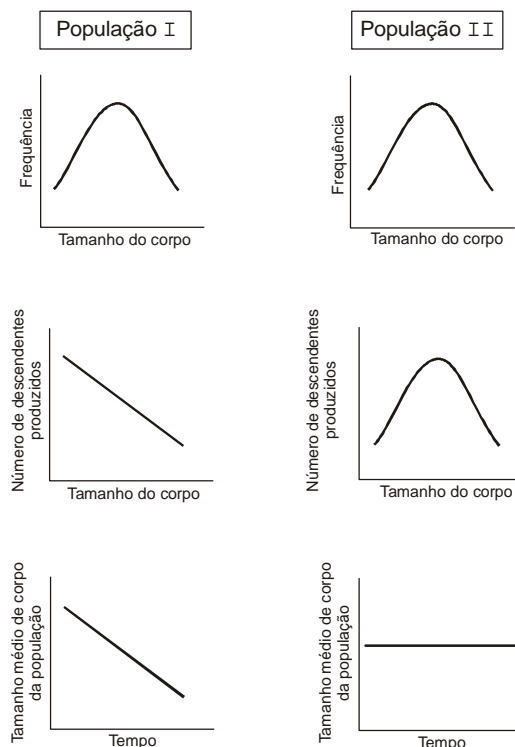 População I
População II
Frequência
Tamanho do corpo
Frequência
Tamanho do corpo
Número de descendentes
produzidos
Tamanho do corpo
Número de descendentes
produzidos
Tamanho do corpo
Tamanho médio de corpo
da população
Tempo
Tamanho médio de corpo
da população
Tempo